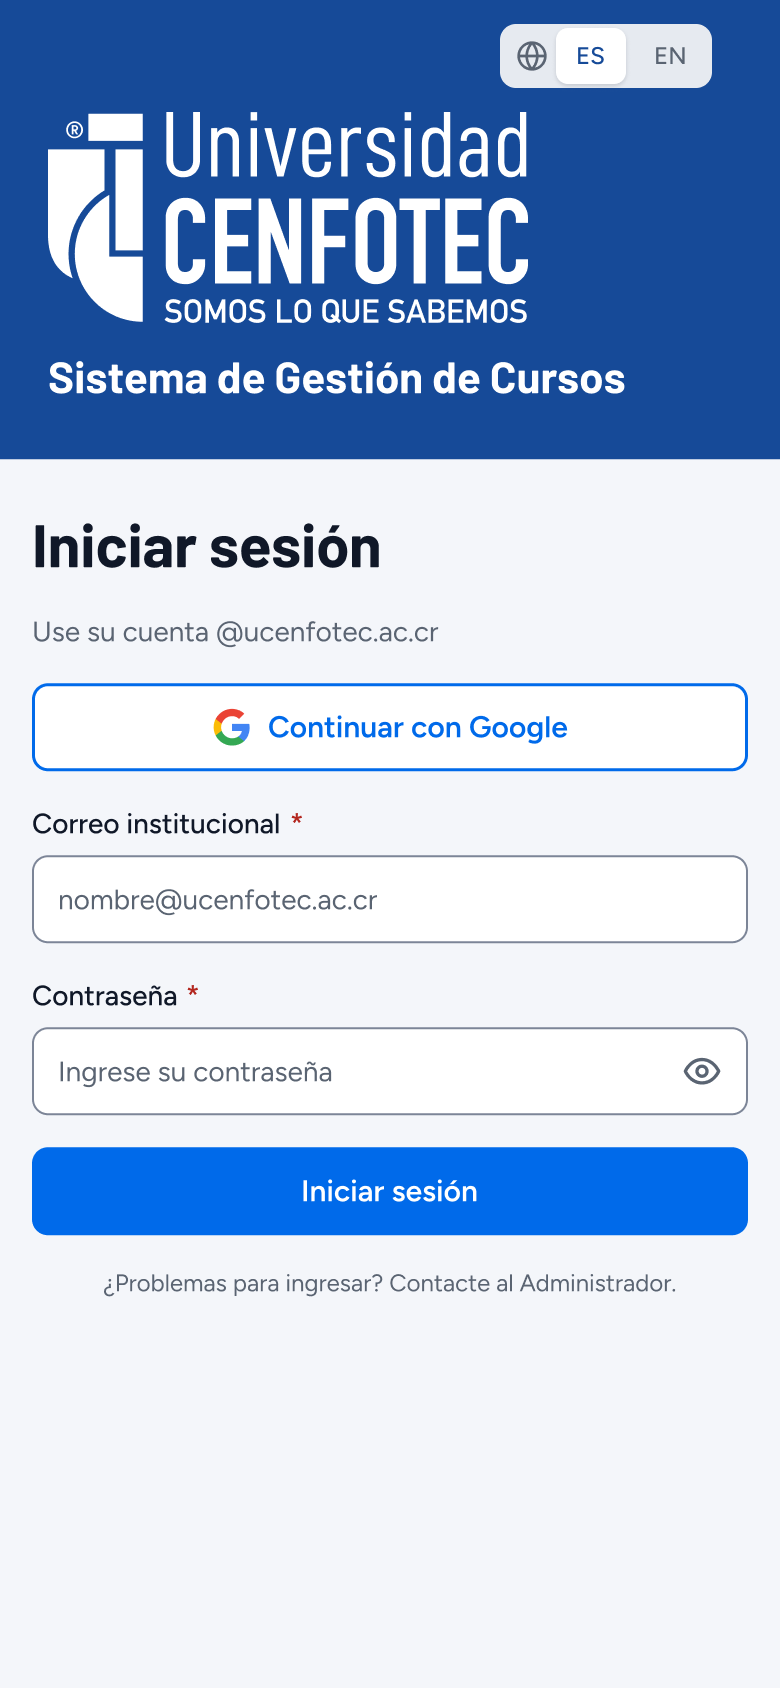 ES EN
®
Universidad
CENFOTEC
SOMOS LO QUE SABEMOS
Sistema de Gestión de Cursos
Iniciar sesión
Use su cuenta @ucenfotec.ac.cr
Continuar con Google
Correo institucional *
nombre@ucenfotec.ac.cr
Contraseña *
Ingrese su contraseña
Iniciar sesión
¿Problemas para ingresar? Contacte al Administrador.